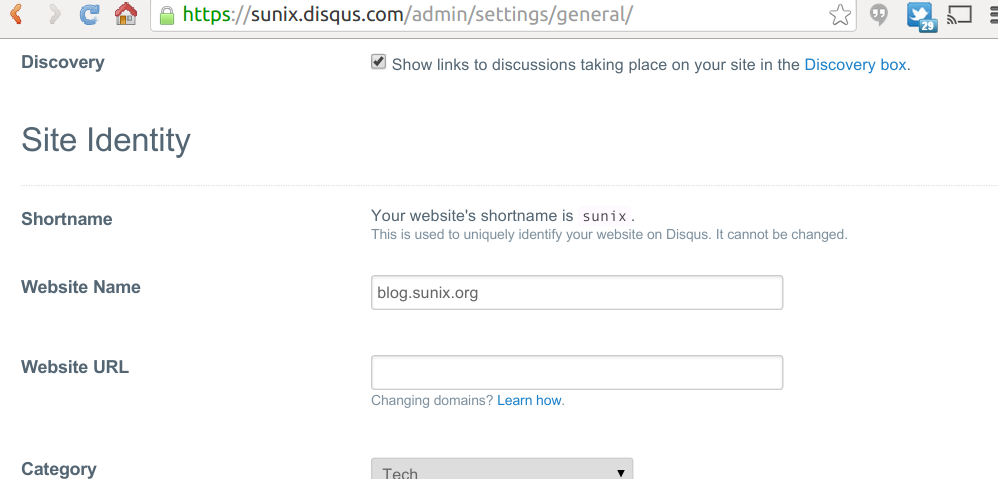 https://sunix.disqus.com/admin/settings/general/
29
Discovery
Show links to discussions taking place on your site in the Discovery box.
Site Identity
Shortname
Your website's shortname is sunix.
This is used to uniquely identify your website on Disqus. It cannot be changed.
Website Name
blog.sunix.org
Website URL
Changing domains? Learn how.
Category
Tech